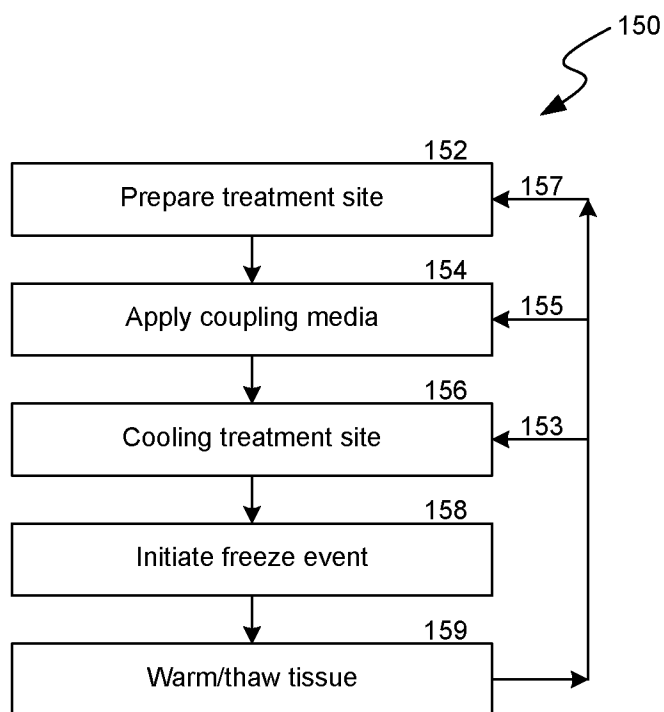 150
152
Prepare treatment site
157
154
Apply coupling media
155
156
Cooling treatment site
153
158
Initiate freeze event
159
Warm/thaw tissue